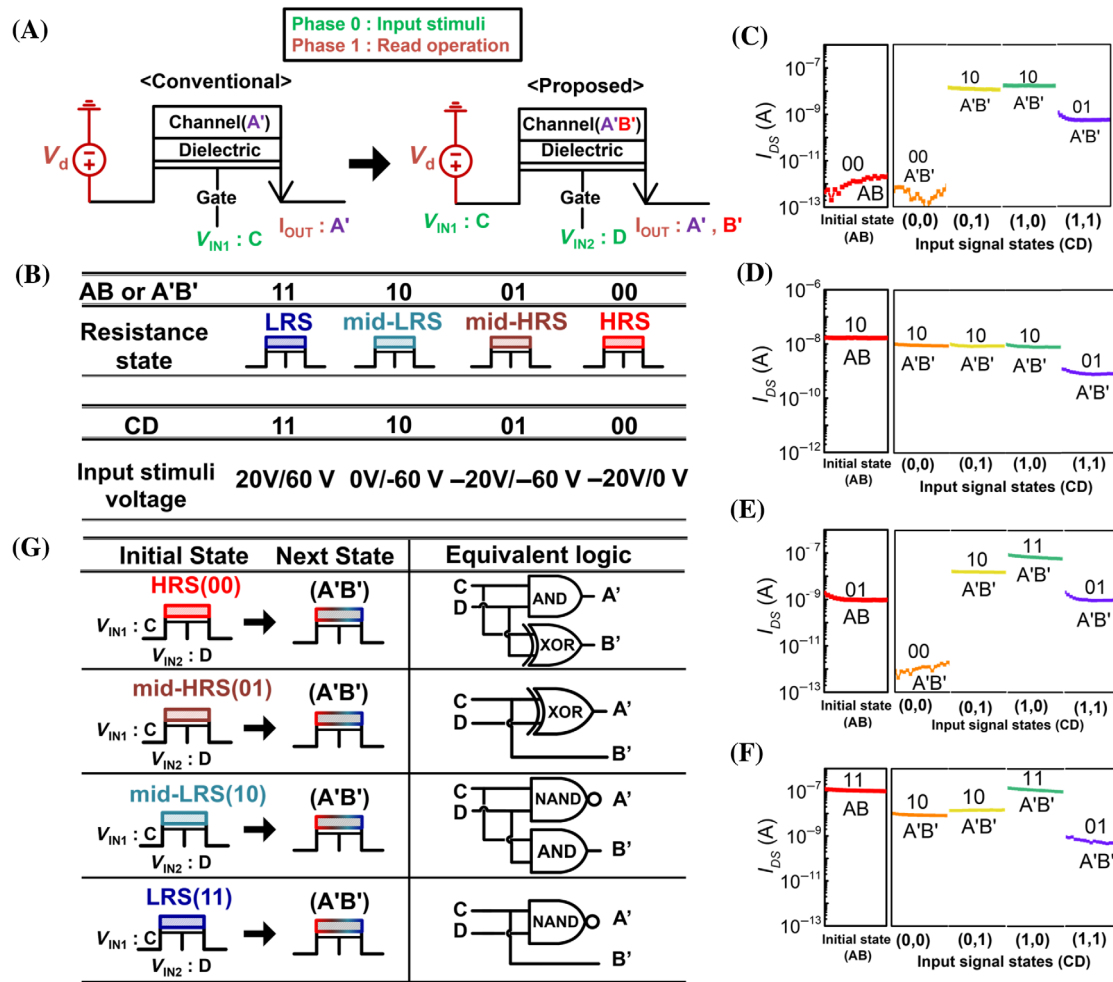 (A)
Phase 0 : Input stimuli
Phase 1 : Read operation
<Conventional>
<Proposed>
Channel(A')
Dielectric
Gate
Vd
VIN1 : C
IOUT : A'
Channel(A'B')
Dielectric
Gate
Vd
VIN1 : C
VIN2 : D
IOUT : A' , B'
(B)
AB or A'B' 11 10 01 00
Resistance state LRS mid-LRS mid-HRS HRS
CD 11 10 01 00
Input stimuli voltage 20V/60 V 0V/-60 V –20V/–60 V –20V/0 V
(G)
Initial State Next State Equivalent logic
HRS(00) (A'B')
VIN1 : C
VIN2 : D
C
D
AND A'
XOR B'
mid-HRS(01) (A'B')
VIN1 : C
VIN2 : D
C
D
XOR A'
B'
mid-LRS(10) (A'B')
VIN1 : C
VIN2 : D
C
D
NAND A'
AND B'
LRS(11) (A'B')
VIN1 : C
VIN2 : D
C
D
NAND A'
B'
(C)
IDS (A)
10⁻⁷
10⁻⁹
10⁻¹¹
10⁻¹³
00
AB
00
A'B'
10
A'B'
10
A'B'
01
A'B'
Initial state (AB)
(0,0) (0,1) (1,0) (1,1)
Input signal states (CD)
(D)
IDS (A)
10⁻⁶
10⁻⁸
10⁻¹⁰
10⁻¹²
10
AB
10
A'B'
10
A'B'
10
A'B'
01
A'B'
Initial state (AB)
(0,0) (0,1) (1,0) (1,1)
Input signal states (CD)
(E)
IDS (A)
10⁻⁷
10⁻⁹
10⁻¹¹
10⁻¹³
01
AB
00
A'B'
10
A'B'
11
A'B'
01
A'B'
Initial state (AB)
(0,0) (0,1) (1,0) (1,1)
Input signal states (CD)
(F)
IDS (A)
10⁻⁷
10⁻⁹
10⁻¹¹
10⁻¹³
11
AB
10
A'B'
10
A'B'
11
A'B'
01
A'B'
Initial state (AB)
(0,0) (0,1) (1,0) (1,1)
Input signal states (CD)